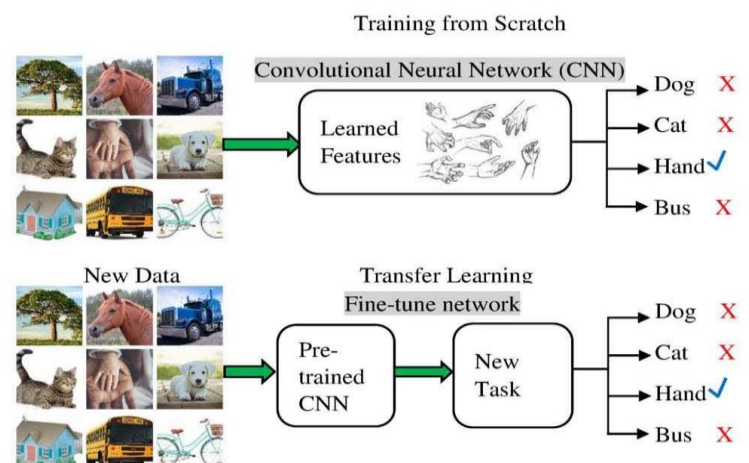 Training from Scratch
Convolutional Neural Network (CNN)
Learned
Features
Dog X
Cat X
Hand
Bus X
New Data
Transfer Learning
Fine-tune network
Pre-
trained
CNN
New
Task
Dog X
Cat X
Hand
Bus X